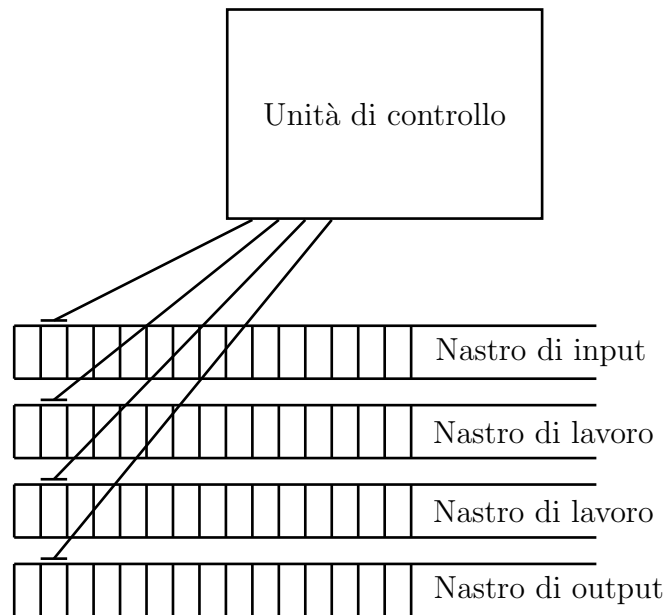 Unità di controllo
Nastro di input
Nastro di lavoro
Nastro di lavoro
Nastro di output